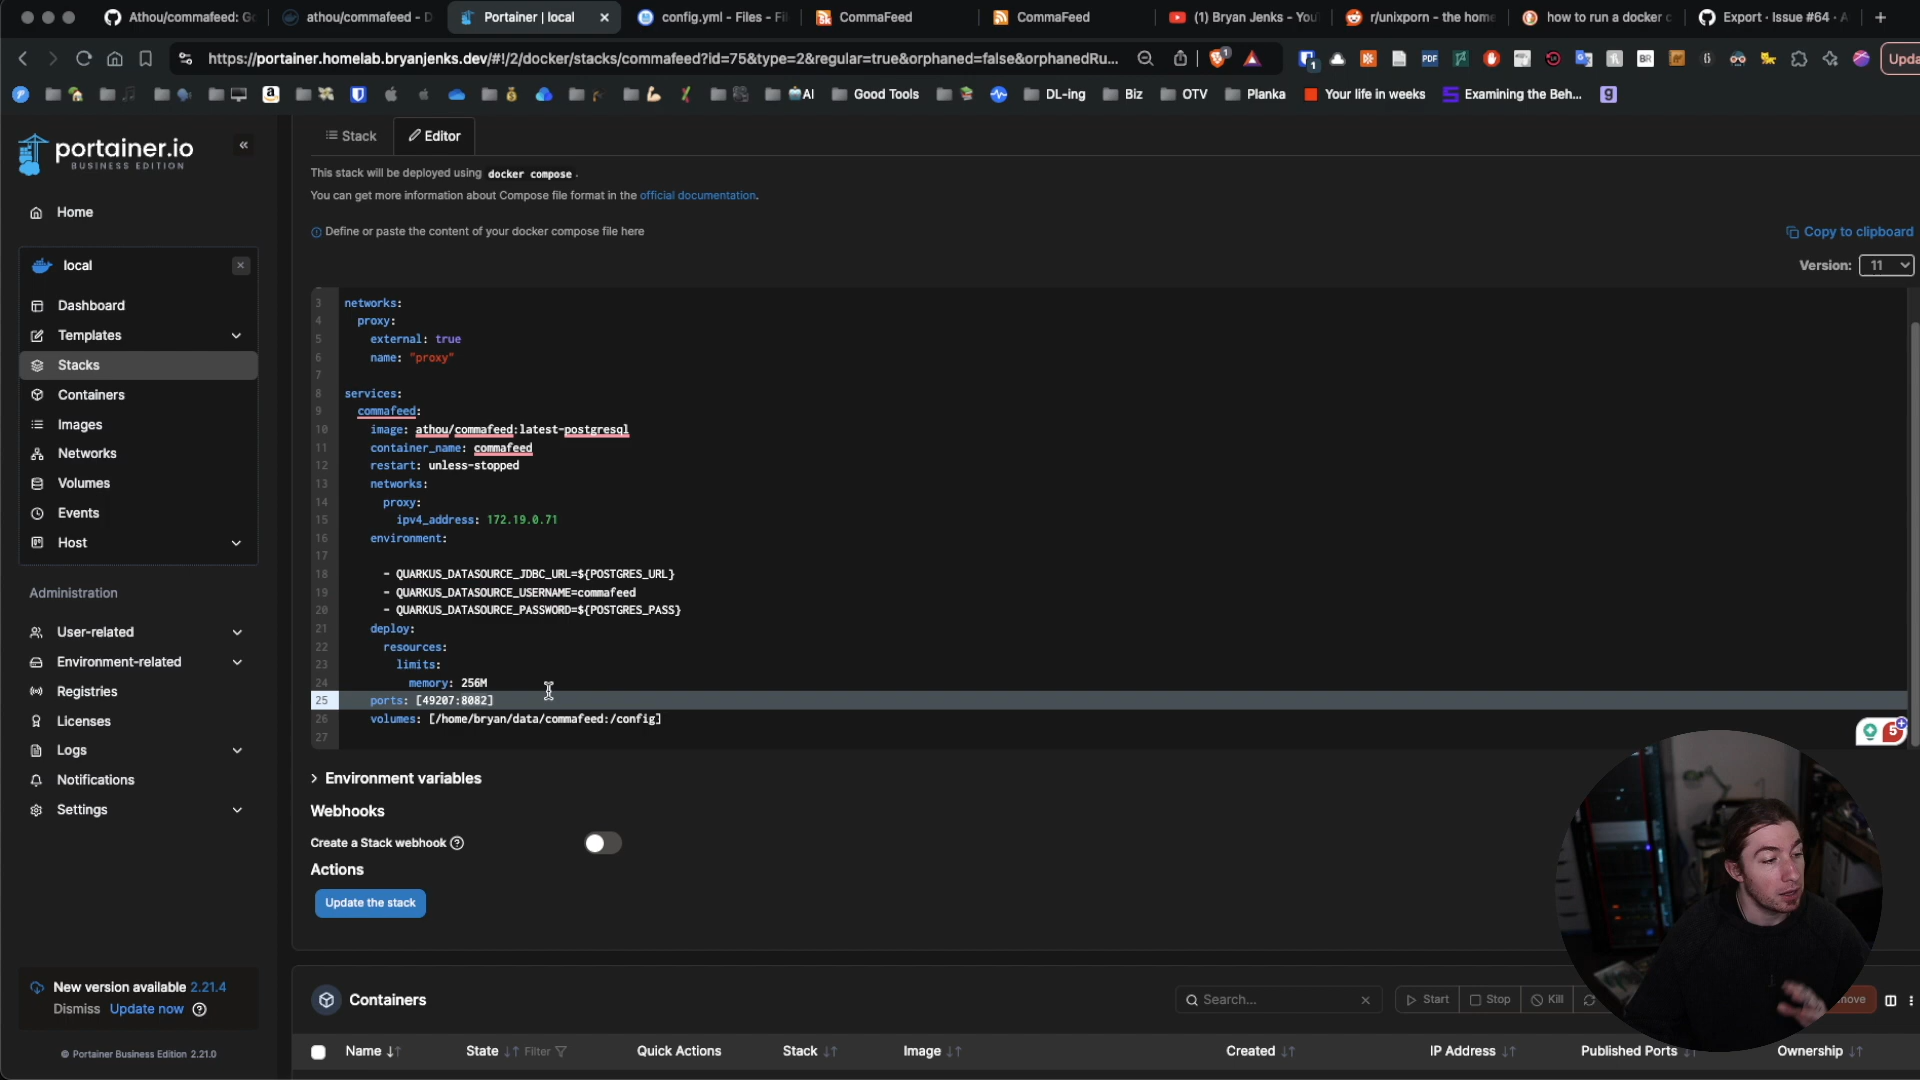 Athou/commafeed: G
athou/commafeed - D
Portainer | local
config.yml - Files - Fi
CommaFeed
CommaFeed
(1) Bryan Jenks - You
r/unixporn - the home
how to run a docker c
Export · Issue #64 · A
https://portainer.homelab.bryanjenks.dev/#!/2/docker/stacks/commafeed?id=75&type=2&regular=true&orphaned=false&orphanedRu...
Upda
AI
Good Tools
DL-ing
Biz
OTV
Planka
Your life in weeks
Examining the Beh...
portainer.io
BUSINESS EDITION
Home
local
Dashboard
Templates
Stacks
Containers
Images
Networks
Volumes
Events
Host
Administration
User-related
Environment-related
Registries
Licenses
Logs
Notifications
Settings
New version available 2.21.4
Dismiss Update now
© Portainer Business Edition 2.21.0
Stack
Editor
This stack will be deployed using docker compose .
You can get more information about Compose file format in the official documentation.
Define or paste the content of your docker compose file here
Copy to clipboard
Version: 11
3 networks:
4 proxy:
5 external: true
6 name: "proxy"
7
8 services:
9 commafeed:
10 image: athou/commafeed:latest-postgresql
11 container_name: commafeed
12 restart: unless-stopped
13 networks:
14 proxy:
15 ipv4_address: 172.19.0.71
16 environment:
17
18 - QUARKUS_DATASOURCE_JDBC_URL=${POSTGRES_URL}
19 - QUARKUS_DATASOURCE_USERNAME=commafeed
20 - QUARKUS_DATASOURCE_PASSWORD=${POSTGRES_PASS}
21 deploy:
22 resources:
23 limits:
24 memory: 256M
25 ports: [49207:8082]
26 volumes: [/home/bryan/data/commafeed:/config]
27
5
Environment variables
Webhooks
Create a Stack webhook
Actions
Update the stack
Containers
Search...
Start
Stop
Kill
move
Name
State
Filter
Quick Actions
Stack
Image
Created
IP Address
Published Ports
Ownership